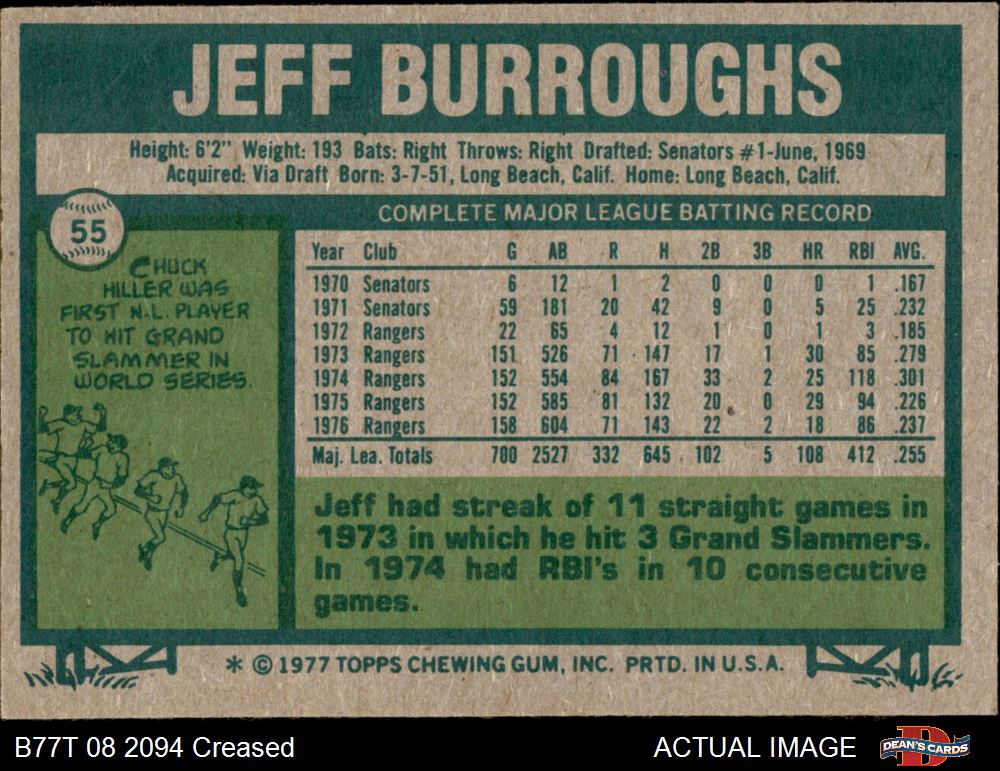 JEFF BURROUGHS
Height: 6'2" Weight: 193 Bats: Right Throws: Right Drafted: Senators #1-June, 1969
Acquired: Via Draft Born: 3-7-51, Long Beach, Calif. Home: Long Beach, Calif.
55
CHUCK
HILLER WAS
FIRST N.L. PLAYER
TO HIT GRAND
SLAMMER IN
WORLD SERIES.
COMPLETE MAJOR LEAGUE BATTING RECORD
Year Club G AB R H 2B 3B HR RBI AVG.
1970 Senators 6 12 1 2 0 0 0 1 .167
1971 Senators 59 181 20 42 9 0 5 25 .232
1972 Rangers 22 65 4 12 1 0 1 3 .185
1973 Rangers 151 526 71 147 17 1 30 85 .279
1974 Rangers 152 554 84 167 33 2 25 118 .301
1975 Rangers 152 585 81 132 20 0 29 94 .226
1976 Rangers 158 604 71 143 22 2 18 86 .237
Maj. Lea. Totals 700 2527 332 645 102 5 108 412 .255
Jeff had streak of 11 straight games in
1973 in which he hit 3 Grand Slammers.
In 1974 had RBI's in 10 consecutive
games.
* © 1977 TOPPS CHEWING GUM, INC. PRTD. IN U.S.A.
B77T 08 2094 Creased ACTUAL IMAGE
D
DEAN'S CARDS